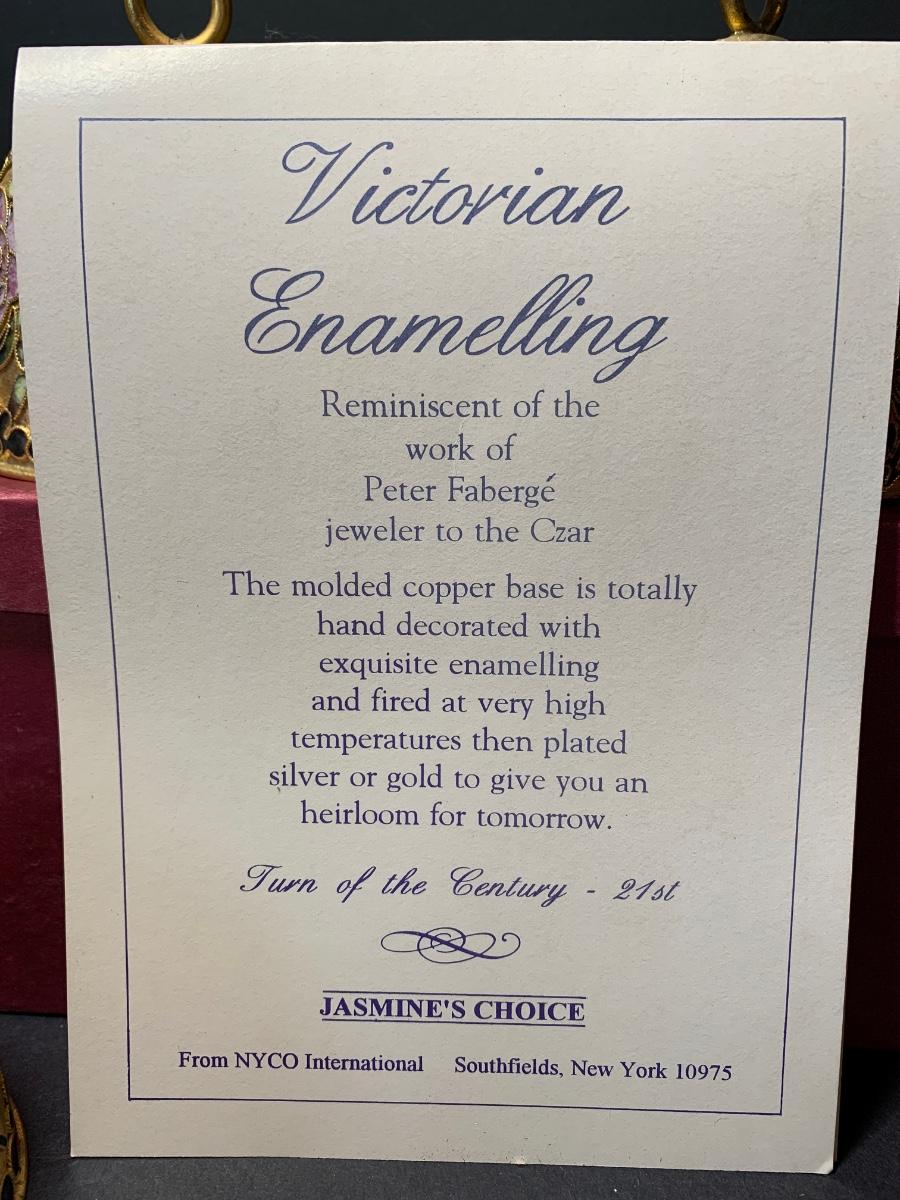 Victorian
Enamelling
Reminiscent of the
work of
Peter Fabergé
jeweler to the Czar
The molded copper base is totally
hand decorated with
exquisite enamelling
and fired at very high
temperatures then plated
silver or gold to give you an
heirloom for tomorrow.
Turn of the Century - 21st
JASMINE'S CHOICE
From NYCO International Southfields, New York 10975